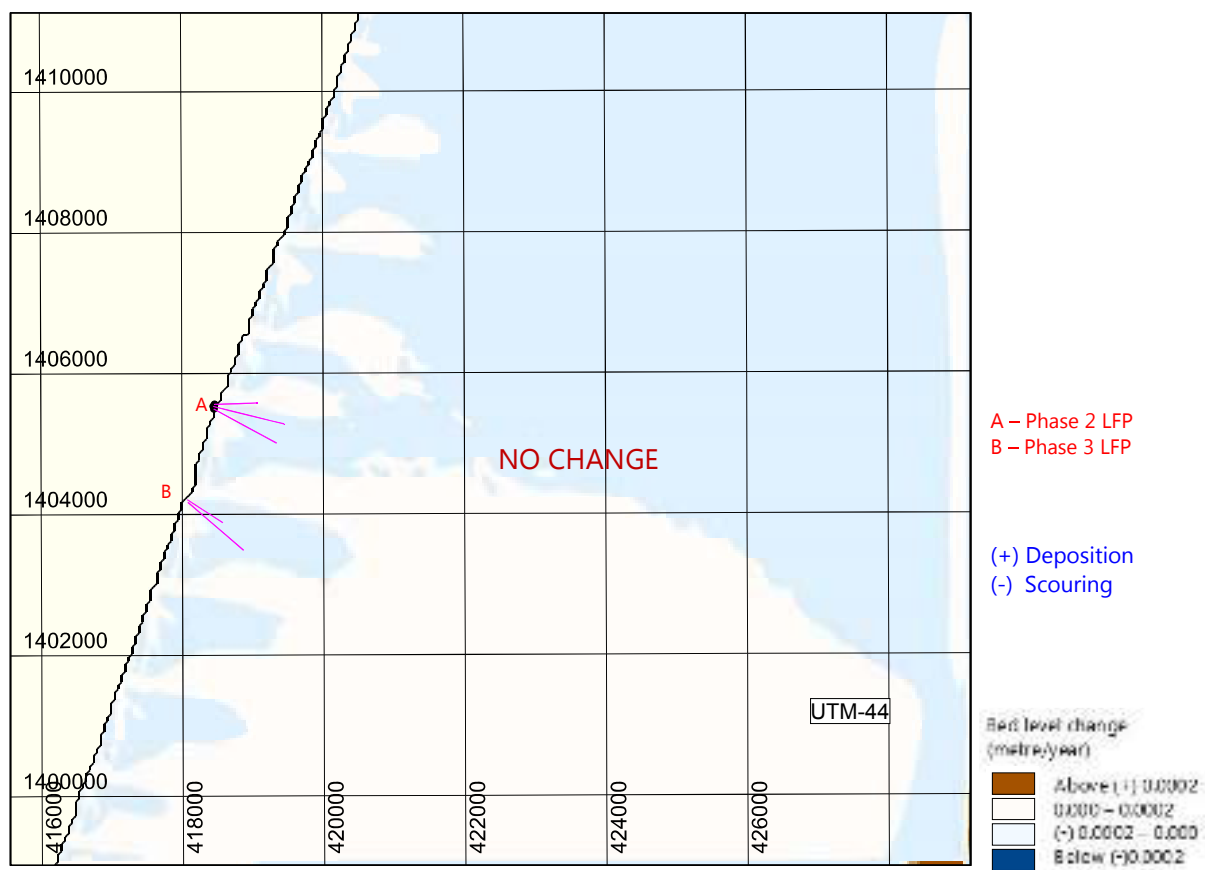 1410000
1408000
1406000
A
NO CHANGE
B
1404000
1402000
UTM-44
1400000
416000
418000
420000
422000
424000
426000
A – Phase 2 LFP
B – Phase 3 LFP
(+) Deposition
(-) Scouring
Bed level change
(metre/year)
Above (+) 0.0002
0.000 – 0.0002
(-) 0.0002 – 0.000
Below (-)0.0002